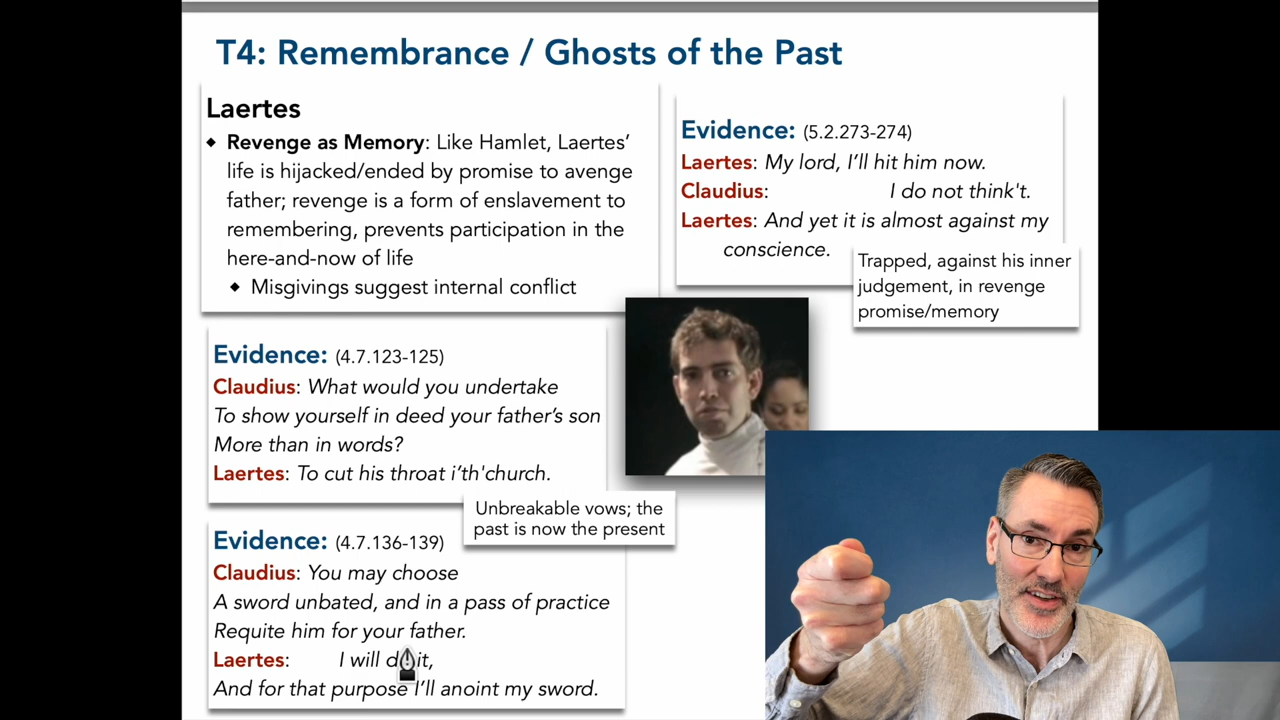 T4: Remembrance / Ghosts of the Past
Laertes
Revenge as Memory: Like Hamlet, Laertes’
life is hijacked/ended by promise to avenge
father; revenge is a form of enslavement to
remembering, prevents participation in the
here-and-now of life
Misgivings suggest internal conflict
Evidence: (4.7.123-125)
Claudius: What would you undertake
To show yourself in deed your father’s son
More than in words?
Laertes: To cut his throat i’th'church.
Unbreakable vows; the
past is now the present
Evidence: (4.7.136-139)
Claudius: You may choose
A sword unbated, and in a pass of practice
Requite him for your father.
Laertes: I will do it,
And for that purpose I’ll anoint my sword.
Evidence: (5.2.273-274)
Laertes: My lord, I’ll hit him now.
Claudius: I do not think't.
Laertes: And yet it is almost against my
conscience.
Trapped, against his inner
judgement, in revenge
promise/memory